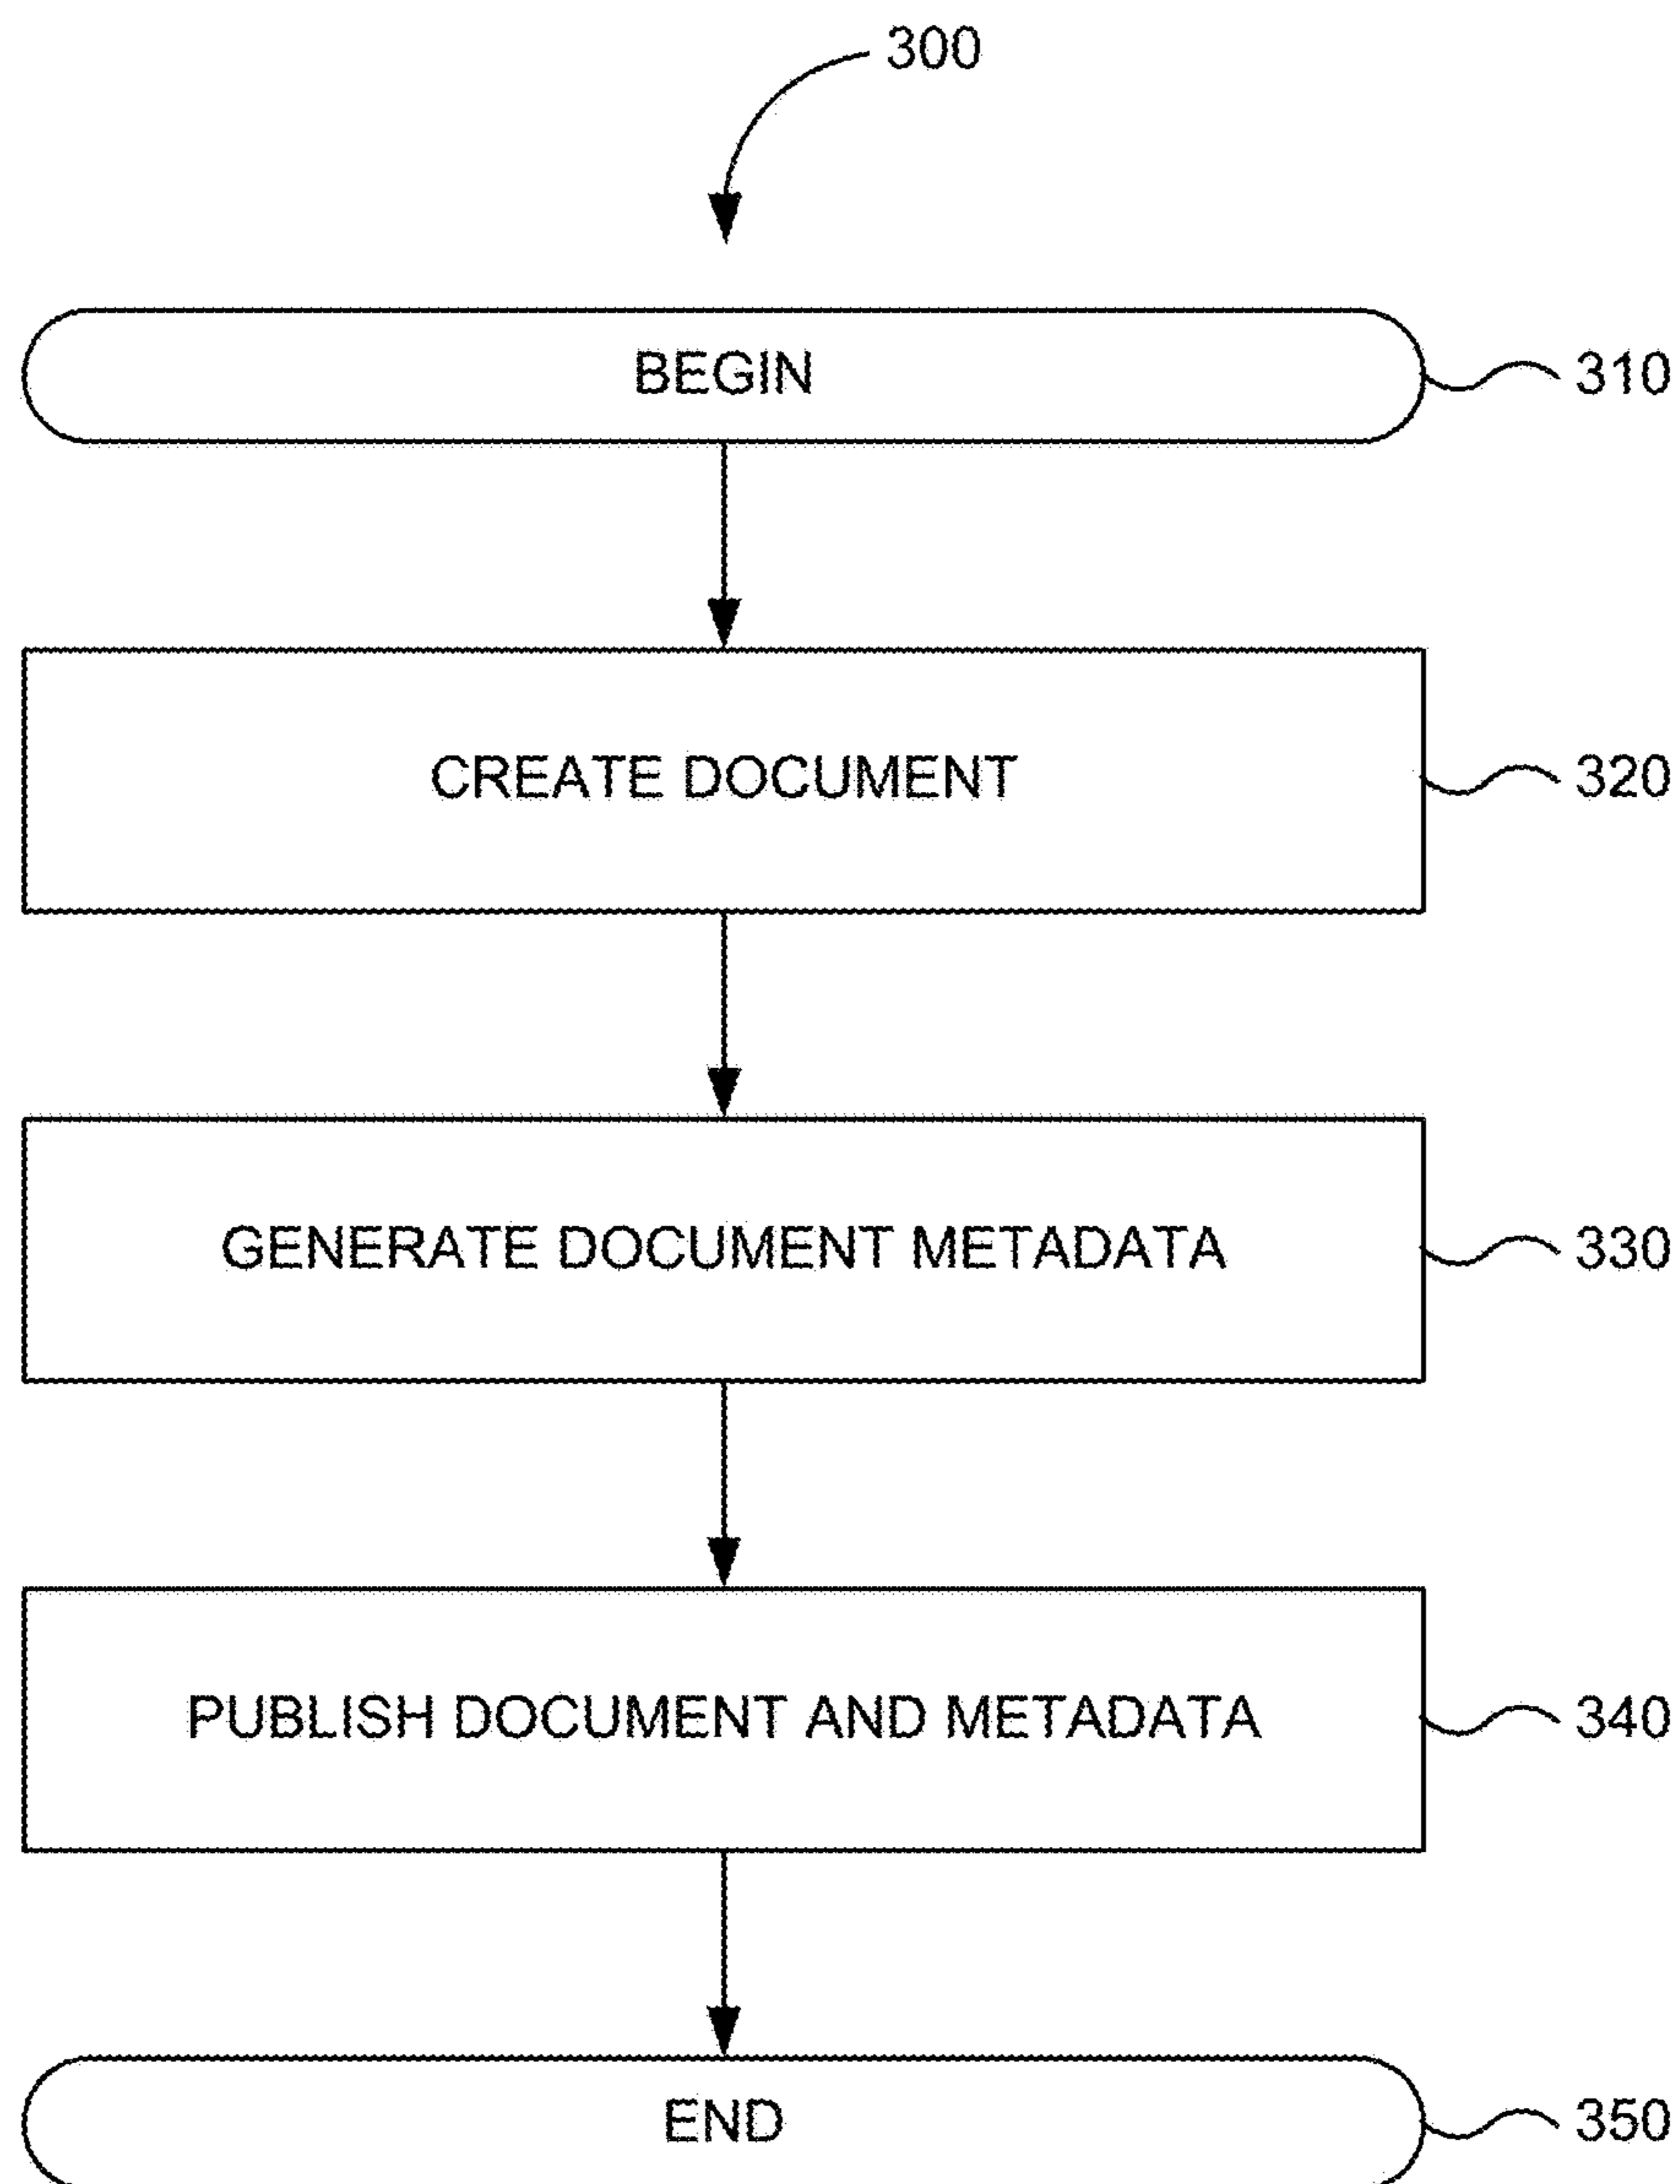 300
BEGIN
310
CREATE DOCUMENT
320
GENERATE DOCUMENT METADATA
330
PUBLISH DOCUMENT AND METADATA
340
END
350